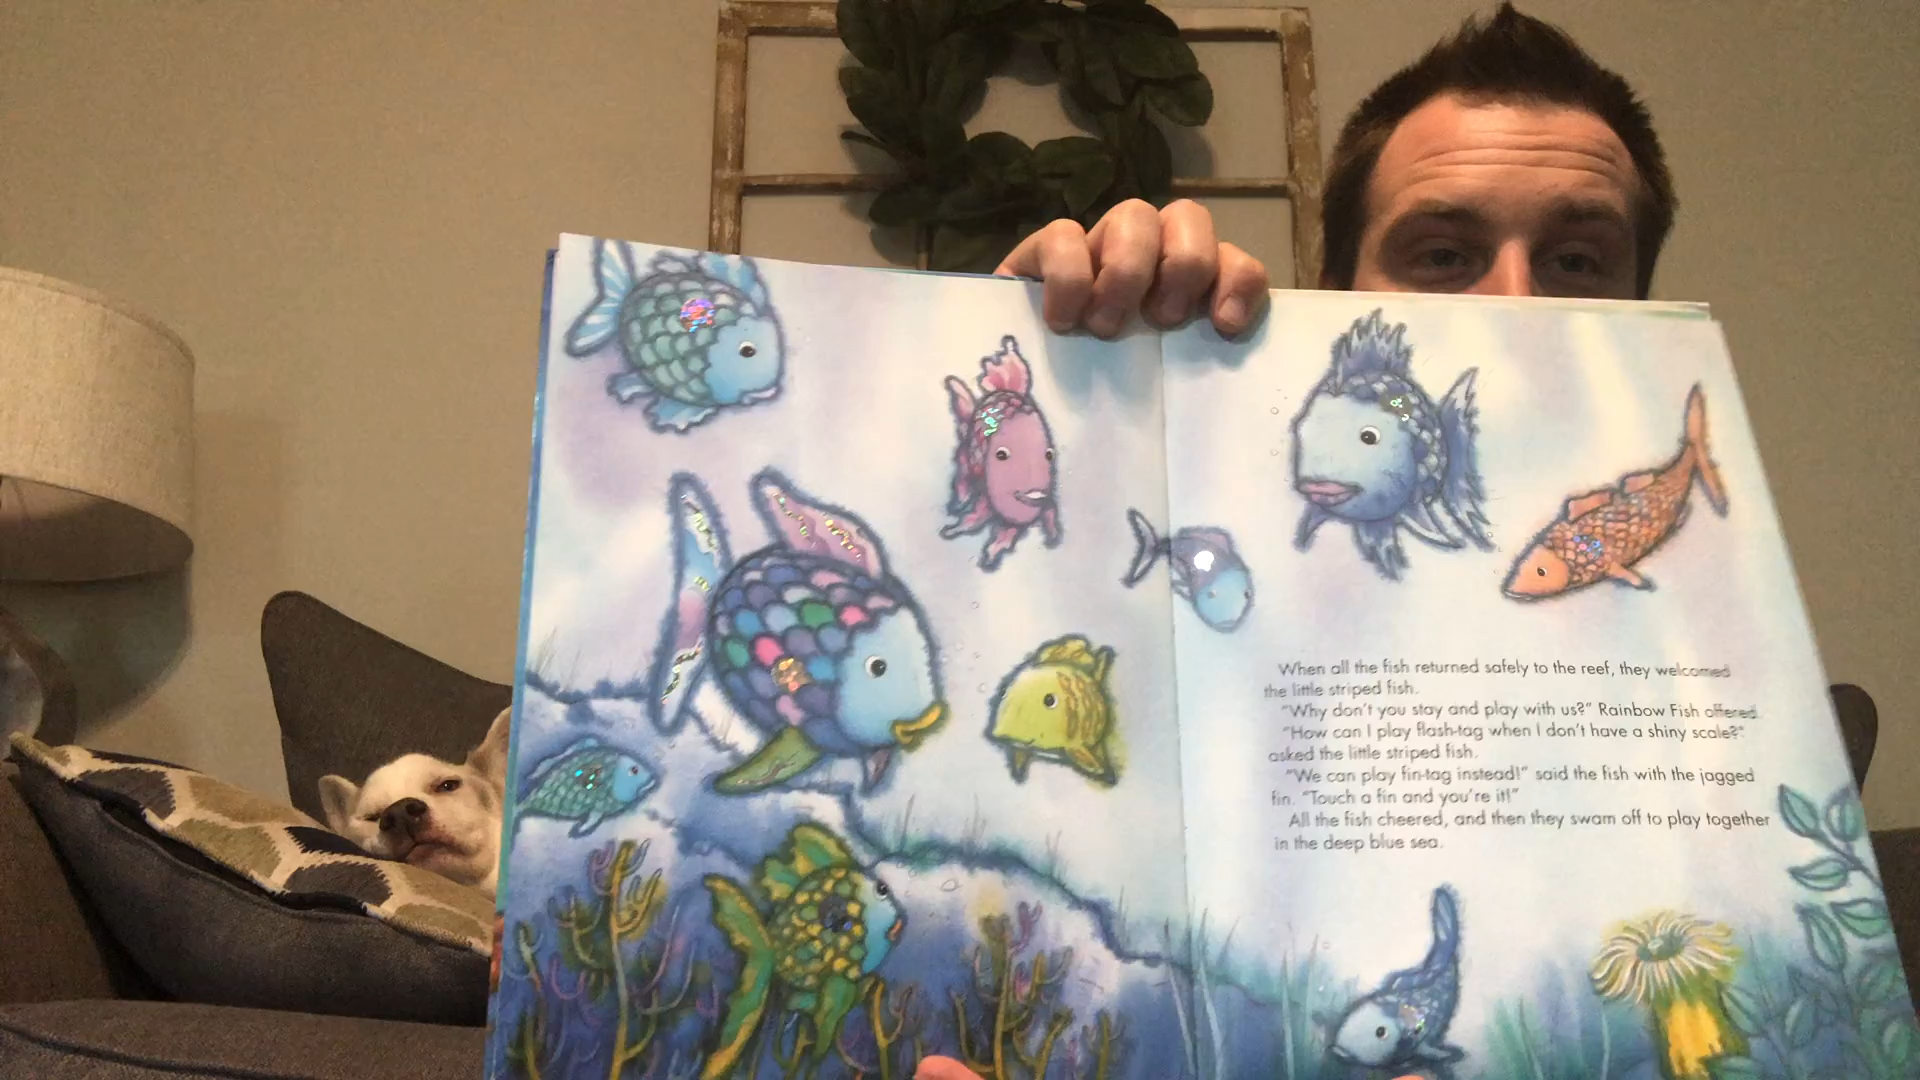 When all the fish returned safely to the reef, they welcomed
the little striped fish.
"Why don't you stay and play with us?" Rainbow Fish offered.
"How can I play flash-tag when I don't have a shiny scale?"
asked the little striped fish.
"We can play fin-tag instead!" said the fish with the jagged
fin. "Touch a fin and you're it!"
All the fish cheered, and then they swam off to play together
in the deep blue sea.